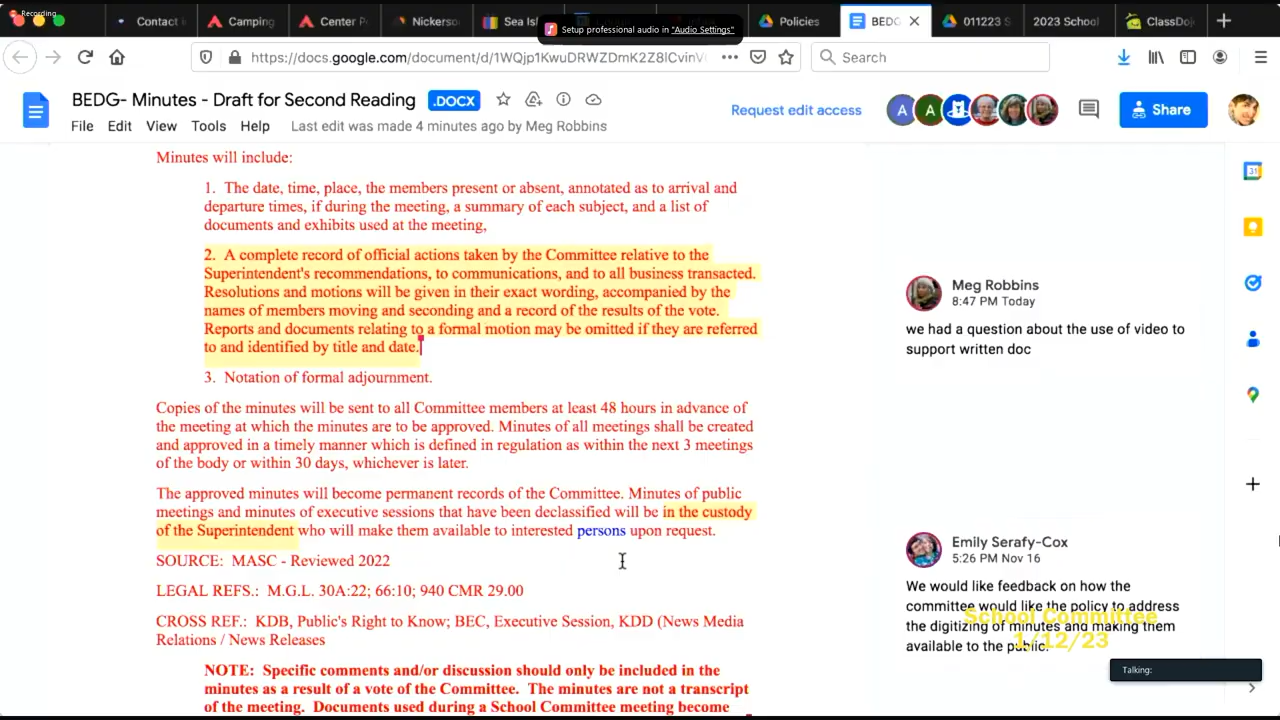 Recording
Contact
Camping
Center P
Nickerso
Sea Isl
Policies
BEDG-
011223 S
2023 School
ClassDoj
Setup professional audio in "Audio Settings"
https://docs.google.com/document/d/1WQjp1KwuDRWZDmK2Z8lCvinV
Search
BEDG- Minutes - Draft for Second Reading
.DOCX
File Edit View Tools Help Last edit was made 4 minutes ago by Meg Robbins
Request edit access
A
A
Share
Minutes will include:
1. The date, time, place, the members present or absent, annotated as to arrival and
departure times, if during the meeting, a summary of each subject, and a list of
documents and exhibits used at the meeting,
2. A complete record of official actions taken by the Committee relative to the
Superintendent's recommendations, to communications, and to all business transacted.
Resolutions and motions will be given in their exact wording, accompanied by the
names of members moving and seconding and a record of the results of the vote.
Reports and documents relating to a formal motion may be omitted if they are referred
to and identified by title and date.
3. Notation of formal adjournment.
Copies of the minutes will be sent to all Committee members at least 48 hours in advance of
the meeting at which the minutes are to be approved. Minutes of all meetings shall be created
and approved in a timely manner which is defined in regulation as within the next 3 meetings
of the body or within 30 days, whichever is later.
The approved minutes will become permanent records of the Committee. Minutes of public
meetings and minutes of executive sessions that have been declassified will be in the custody
of the Superintendent who will make them available to interested persons upon request.
SOURCE: MASC - Reviewed 2022
LEGAL REFS.: M.G.L. 30A:22; 66:10; 940 CMR 29.00
CROSS REF.: KDB, Public's Right to Know; BEC, Executive Session, KDD (News Media
Relations / News Releases
NOTE: Specific comments and/or discussion should only be included in the
minutes as a result of a vote of the Committee. The minutes are not a transcript
of the meeting. Documents used during a School Committee meeting become
Meg Robbins
8:47 PM Today
we had a question about the use of video to
support written doc
Emily Serafy-Cox
5:26 PM Nov 16
We would like feedback on how the
committee would like the policy to address
the digitizing of minutes and making them
available to the public.
School Committee
1/12/23
Talking:
31